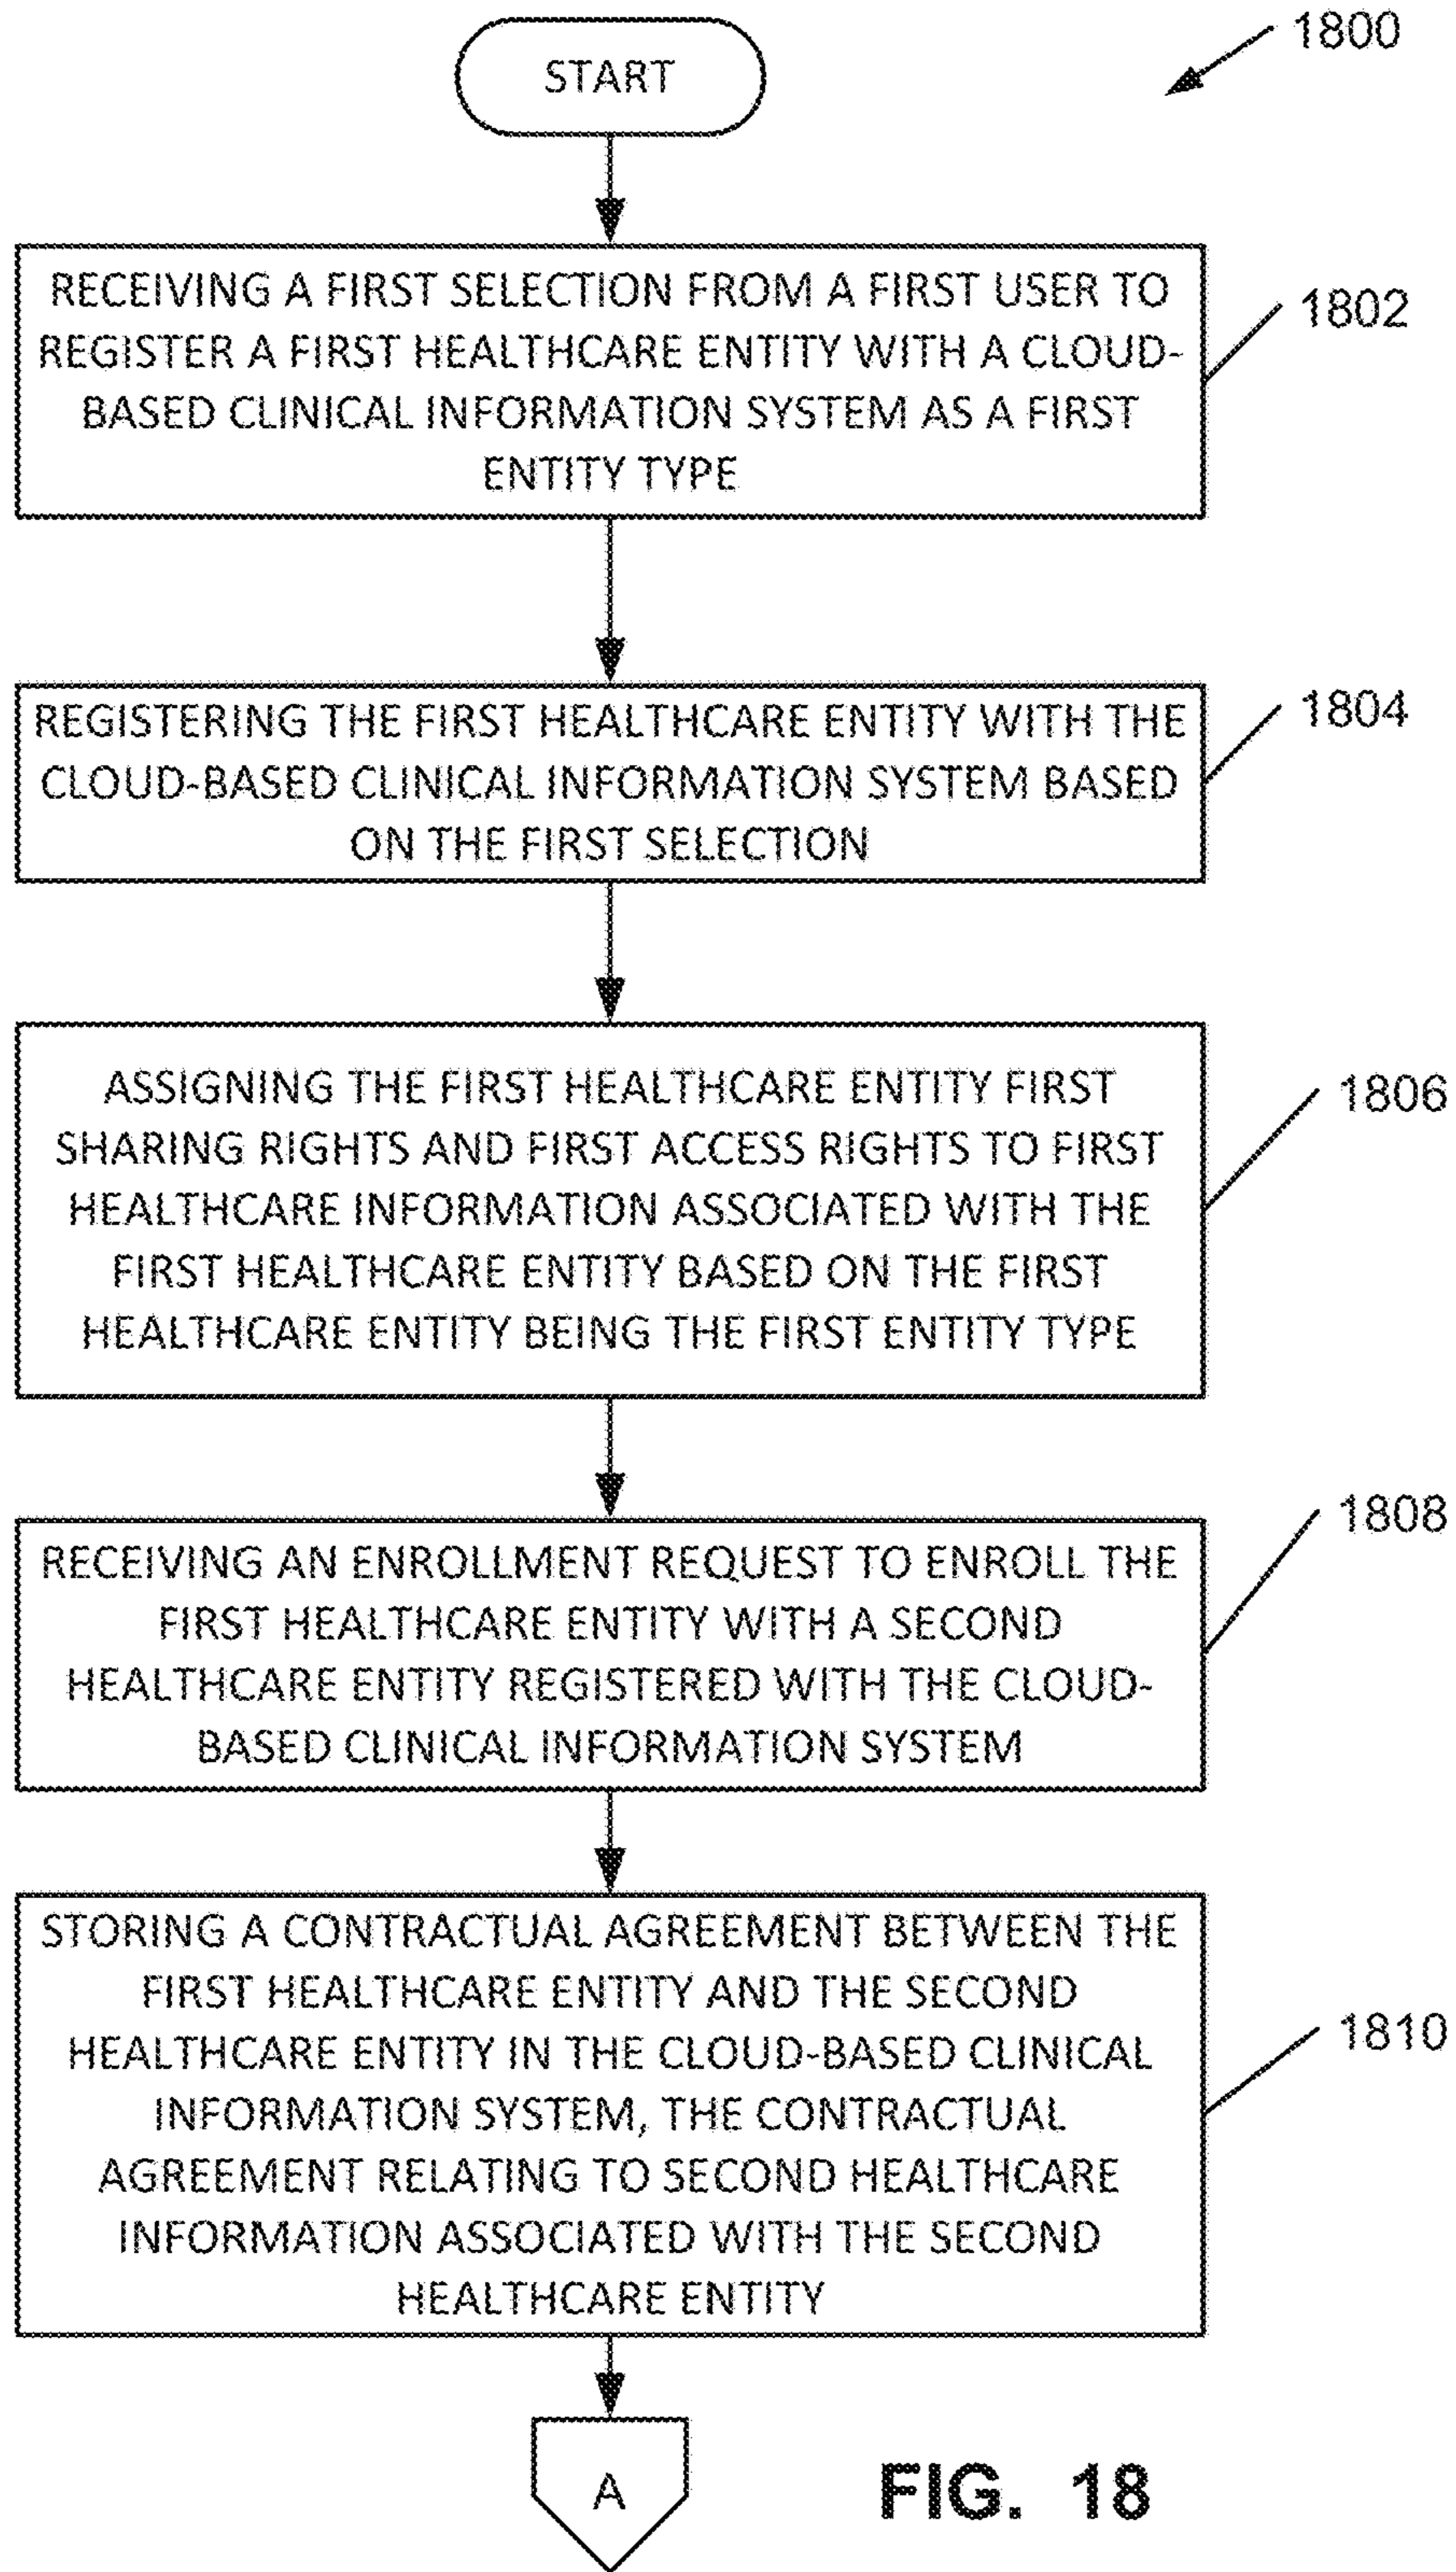 1800
START
RECEIVING A FIRST SELECTION FROM A FIRST USER TO
REGISTER A FIRST HEALTHCARE ENTITY WITH A CLOUD-
BASED CLINICAL INFORMATION SYSTEM AS A FIRST
ENTITY TYPE
1802
REGISTERING THE FIRST HEALTHCARE ENTITY WITH THE
CLOUD-BASED CLINICAL INFORMATION SYSTEM BASED
ON THE FIRST SELECTION
1804
ASSIGNING THE FIRST HEALTHCARE ENTITY FIRST
SHARING RIGHTS AND FIRST ACCESS RIGHTS TO FIRST
HEALTHCARE INFORMATION ASSOCIATED WITH THE
FIRST HEALTHCARE ENTITY BASED ON THE FIRST
HEALTHCARE ENTITY BEING THE FIRST ENTITY TYPE
1806
RECEIVING AN ENROLLMENT REQUEST TO ENROLL THE
FIRST HEALTHCARE ENTITY WITH A SECOND
HEALTHCARE ENTITY REGISTERED WITH THE CLOUD-
BASED CLINICAL INFORMATION SYSTEM
1808
STORING A CONTRACTUAL AGREEMENT BETWEEN THE
FIRST HEALTHCARE ENTITY AND THE SECOND
HEALTHCARE ENTITY IN THE CLOUD-BASED CLINICAL
INFORMATION SYSTEM, THE CONTRACTUAL
AGREEMENT RELATING TO SECOND HEALTHCARE
INFORMATION ASSOCIATED WITH THE SECOND
HEALTHCARE ENTITY
1810
A
FIG. 18